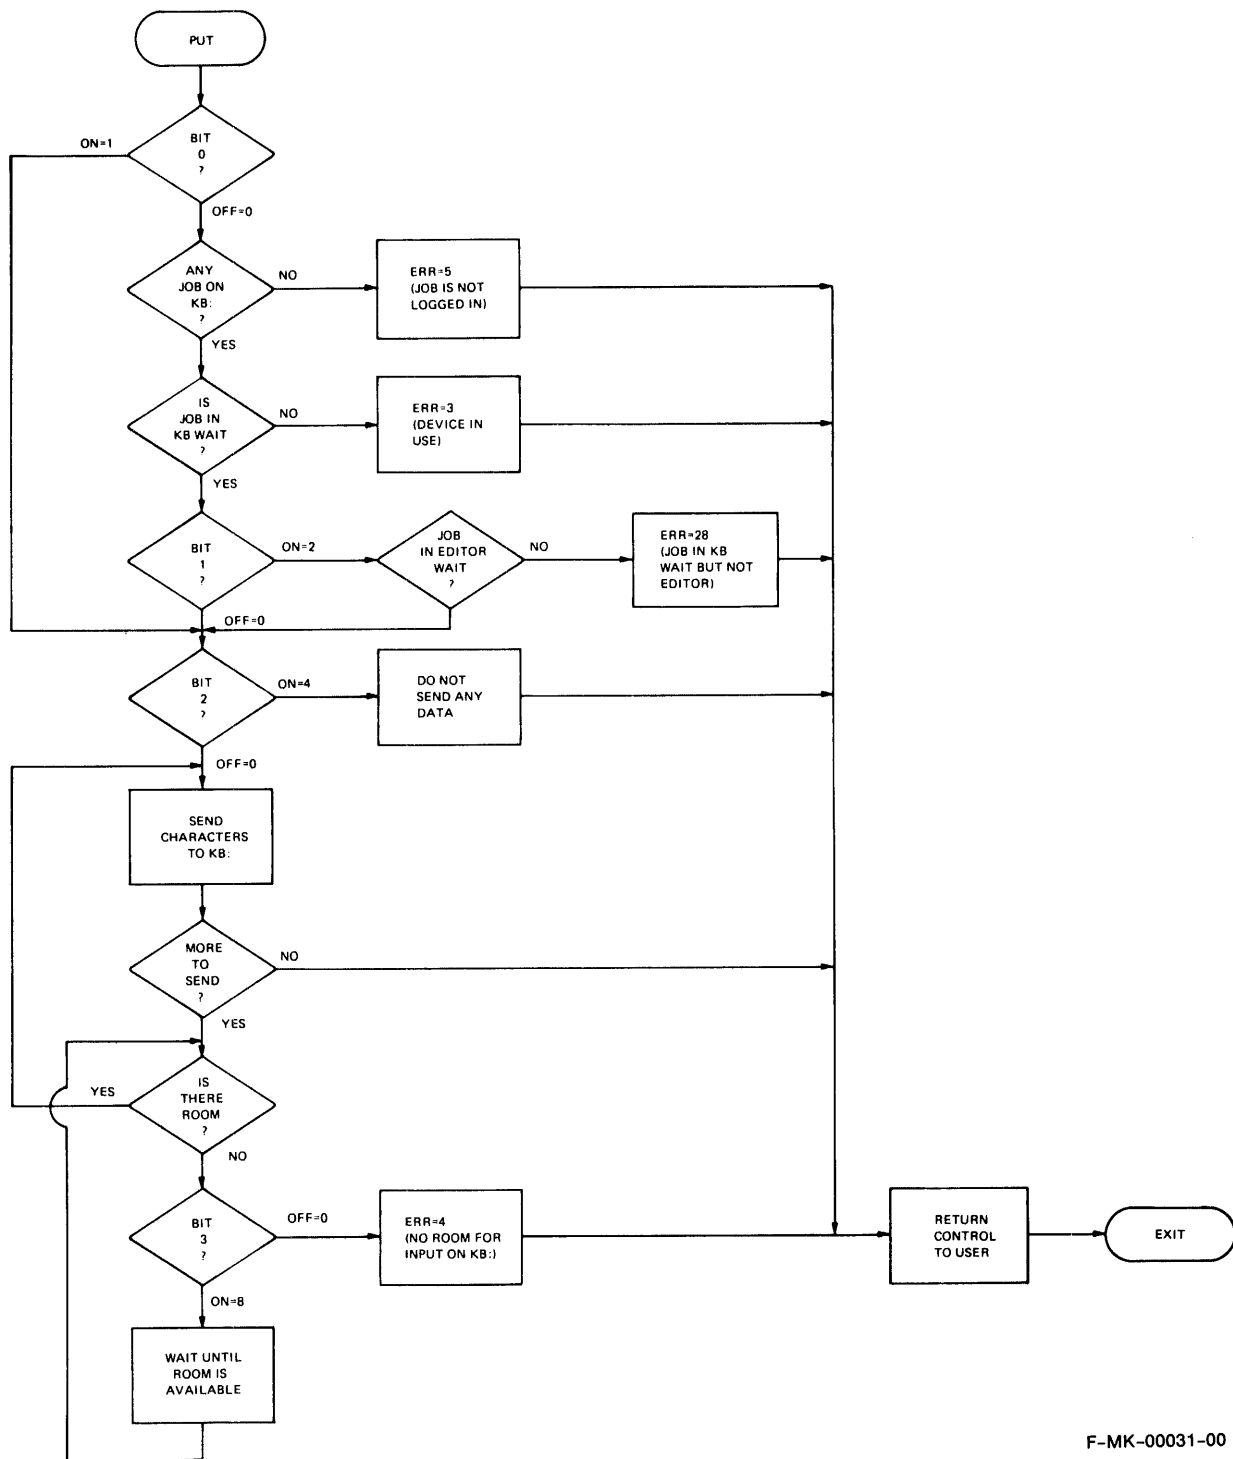 PUT
BIT
0
?
ON=1
OFF=0
ANY
JOB ON
KB:
?
NO
ERR=5
(JOB IS NOT
LOGGED IN)
YES
IS
JOB IN
KB WAIT
?
NO
ERR=3
(DEVICE IN
USE)
YES
BIT
1
?
ON=2
JOB
IN EDITOR
WAIT
?
NO
ERR=28
(JOB IN KB
WAIT BUT NOT
EDITOR)
OFF=0
BIT
2
?
ON=4
DO NOT
SEND ANY
DATA
OFF=0
SEND
CHARACTERS
TO KB:
MORE
TO
SEND
?
NO
YES
IS
THERE
ROOM
?
YES
NO
BIT
3
?
OFF=0
ERR=4
(NO ROOM FOR
INPUT ON KB:)
RETURN
CONTROL
TO USER
EXIT
ON=8
WAIT UNTIL
ROOM IS
AVAILABLE
F-MK-00031-00